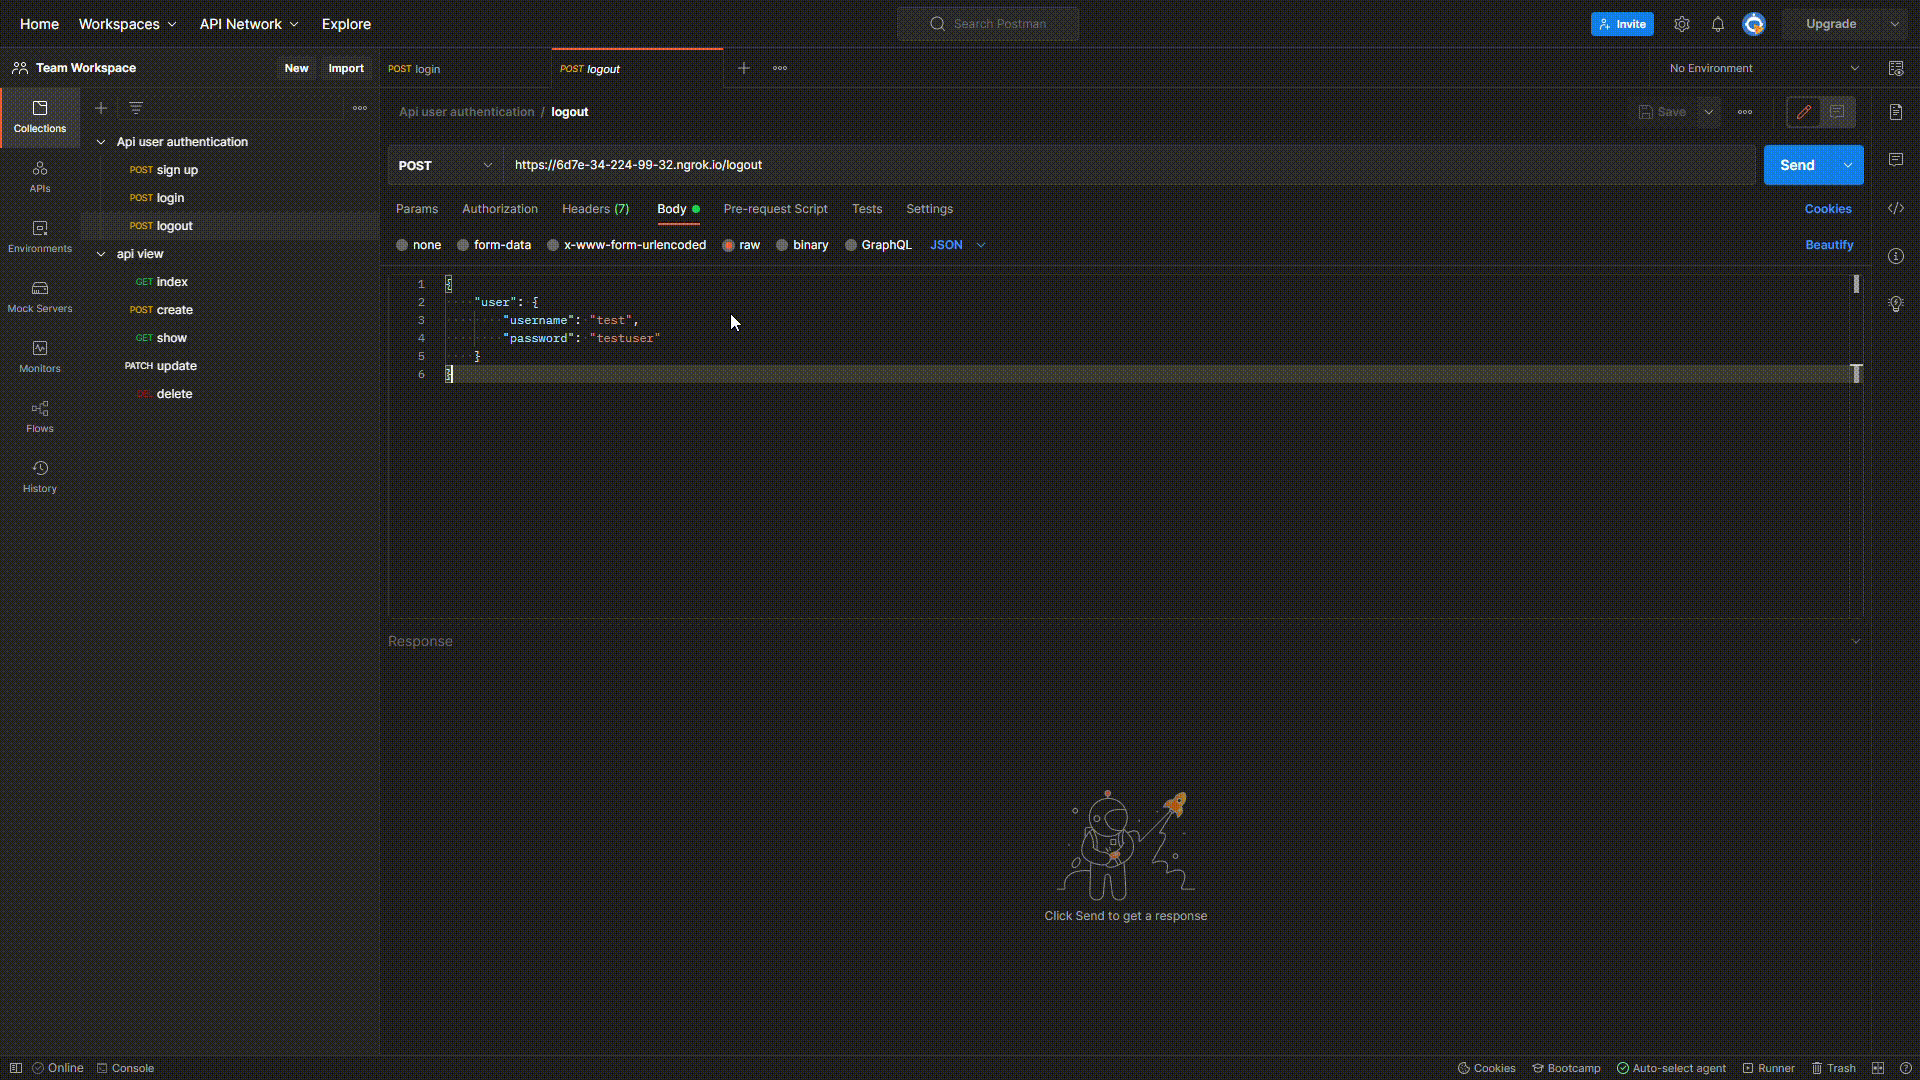 Home Workspaces API Network Explore Search Postman Invite Upgrade
Team Workspace New Import POST login POST logout No Environment
Collections
APIs
Environments
Mock Servers
Monitors
Flows
History
Api user authentication
POST sign up
POST login
POST logout
api view
GET index
POST create
GET show
PATCH update
DEL delete
Api user authentication / logout Save
POST https://6d7e-34-224-99-32.ngrok.io/logout Send
Params Authorization Headers (7) Body Pre-request Script Tests Settings Cookies
none form-data x-www-form-urlencoded raw binary GraphQL JSON Beautify
1 {
2 "user": {
3 "username": "test",
4 "password": "testuser"
5 }
6 }
Response
Click Send to get a response
Online Console Cookies Bootcamp Auto-select agent Runner Trash